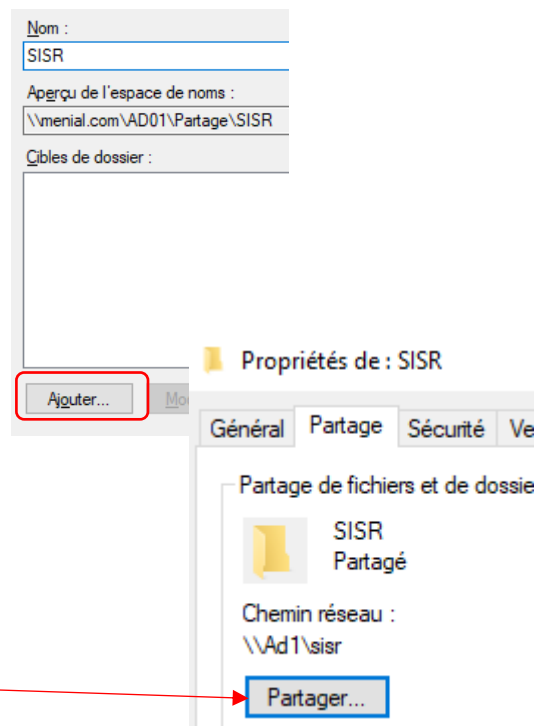 Nom :
SISR
Aperçu de l'espace de noms :
\\menial.com\AD01\Partage\SISR
Cibles de dossier :
Ajouter...
Propriétés de : SISR
Général Partage Sécurité
Partage de fichiers et de
SISR
Partagé
Chemin réseau :
\\Ad1\sisr
Partager...